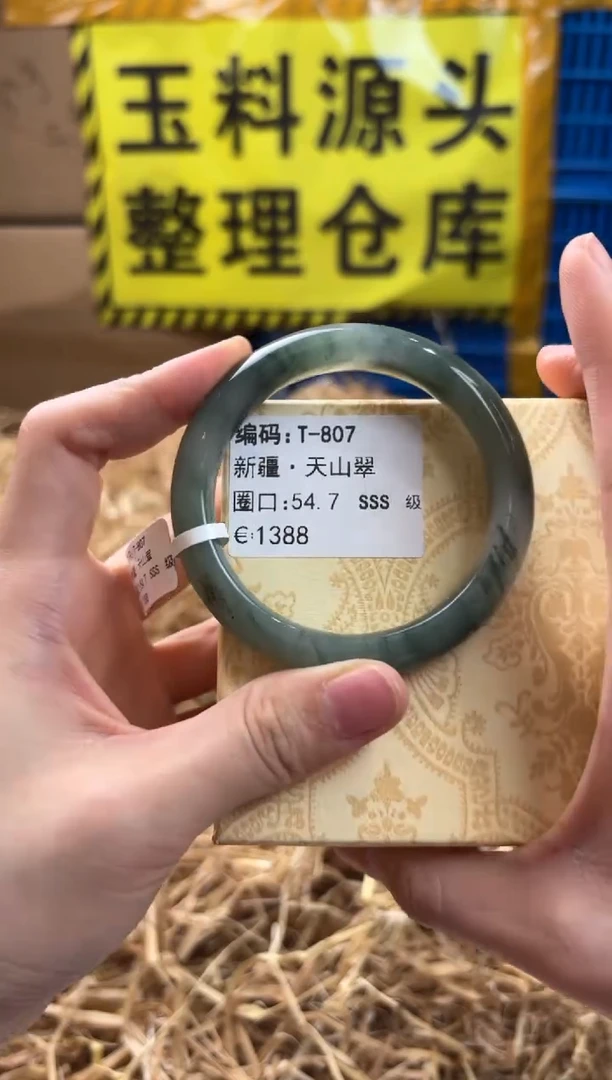 玉料源头
整理仓库
编码:T-807
新疆·天山翠
圈口:54.7 SSS 级
€:1388